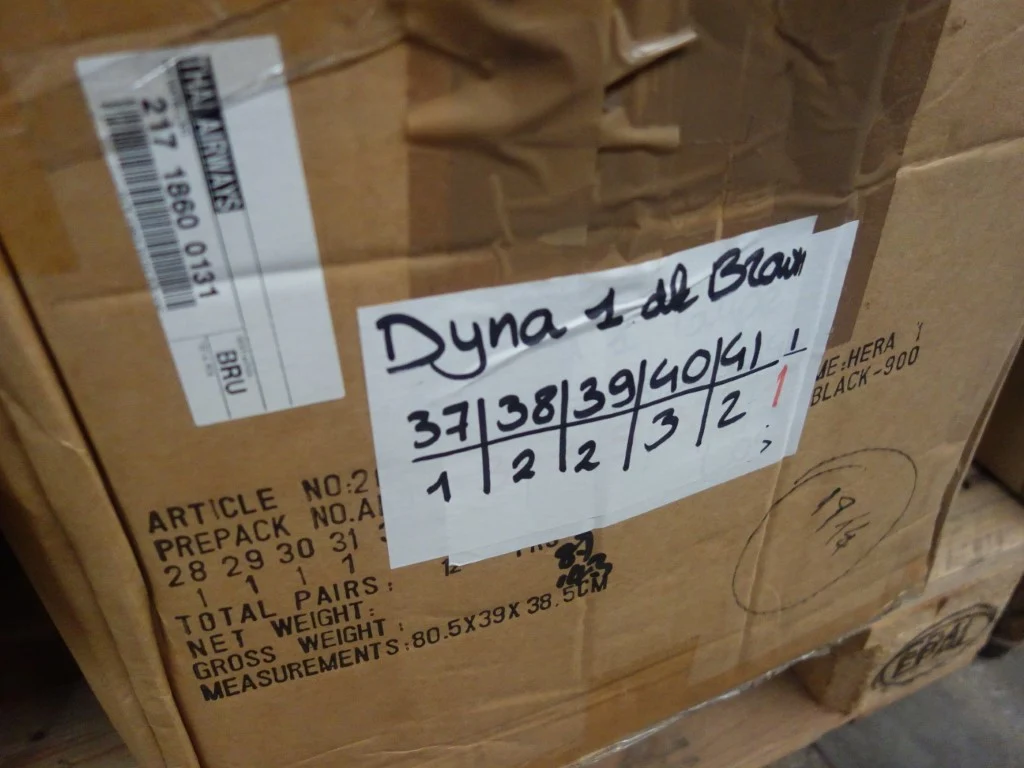 THAI AIRWAYS
217 1860 0131
BRU
Dyna 1 dk Brown
37 38 39 40 41
1 2 2 3 2 1
ME:HERA
BLACK-900
ARTICLE NO:2
PREPACK NO.A
28 29 30 31
1 1 1 1
TOTAL PAIRS: 12
NET WEIGHT:
GROSS WEIGHT:
MEASUREMENTS:80.5X39X38.5CM
EPAL